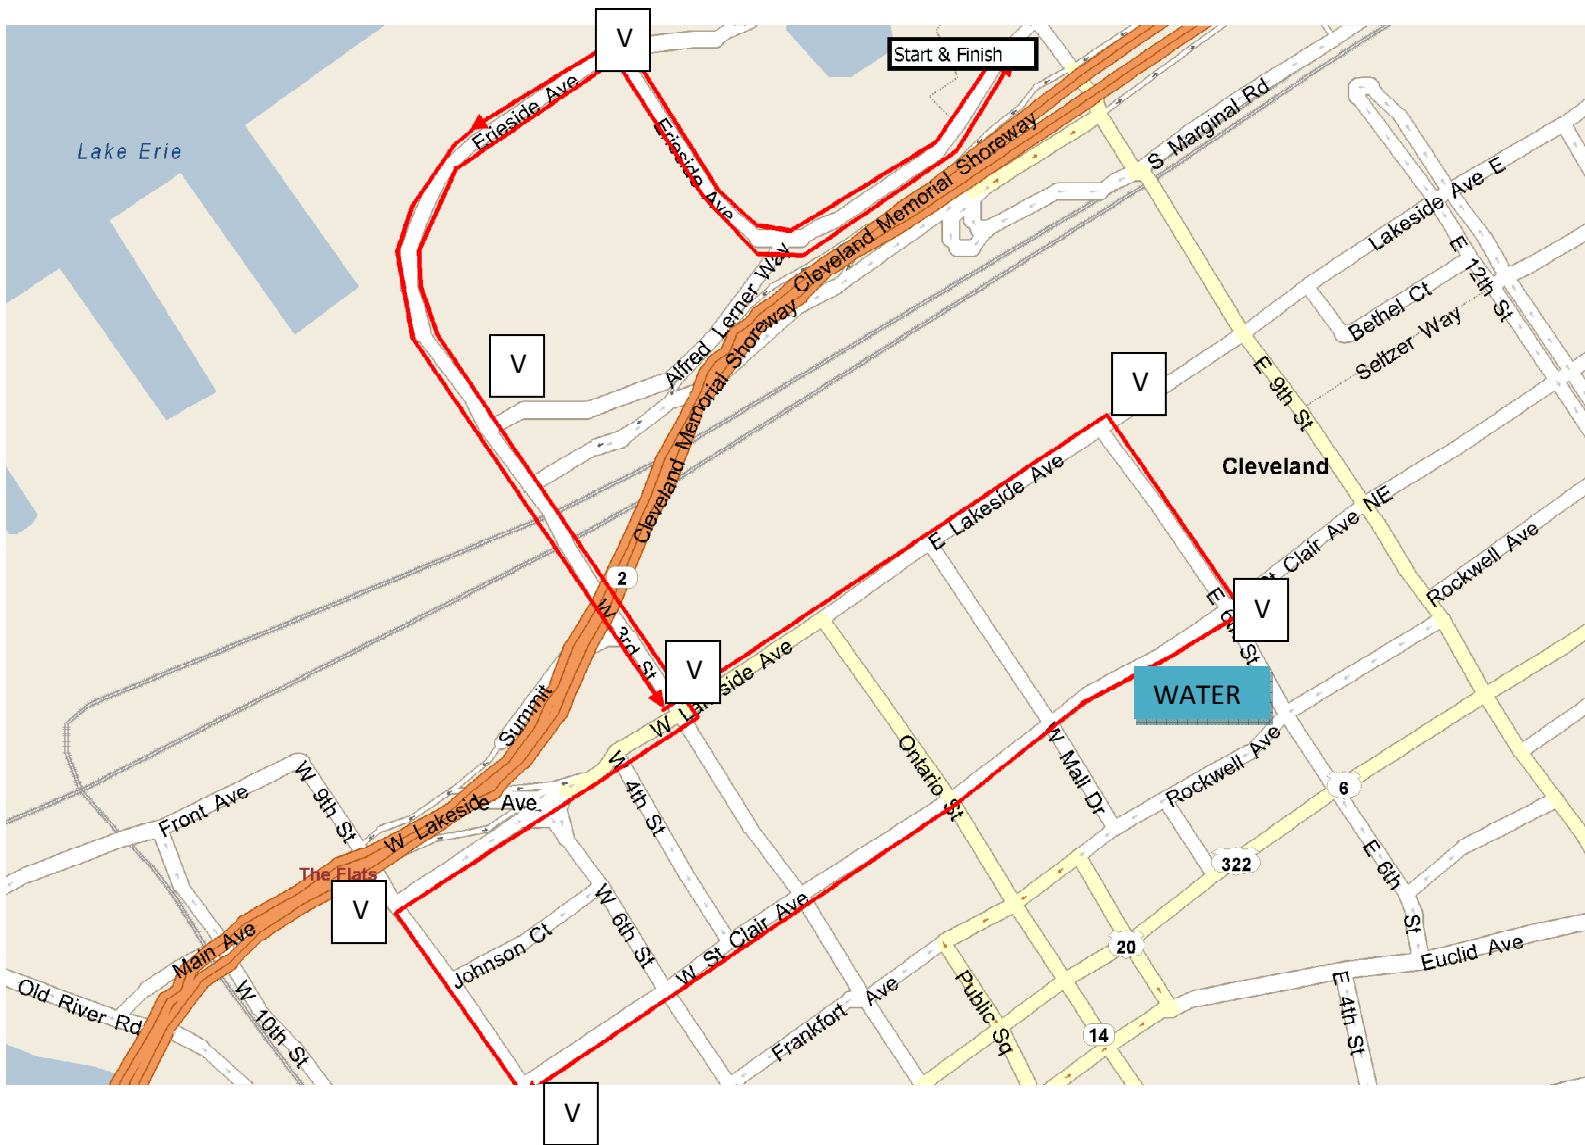 V
Start & Finish
Erieside Ave
Lake Erie
Erieside Ave
Cleveland Memorial Shoreway
S Marginal Rd
Lakeside Ave E
E 12th St
Bethel Ct
Seltzer Way
Alfred Lerner Way
Cleveland Memorial Shoreway
V
V
E 9th St
Cleveland
Cleveland Memorial Shoreway
E Lakeside Ave
Clair Ave NE
Rockwell Ave
2
W 3rd St
V
E 6th St
V
W Lakeside Ave
WATER
Summit
W 9th St
Front Ave
W Lakeside Ave
W 4th St
Ontario St
W Mall Dr
Rockwell Ave
6
The Flats
V
322
E 6th St
W 6th St
Johnson Ct
W St Clair Ave
Main Ave
Old River Rd
W 10th St
Frankfort Ave
Public Sq
20
14
Euclid Ave
E 4th St
V